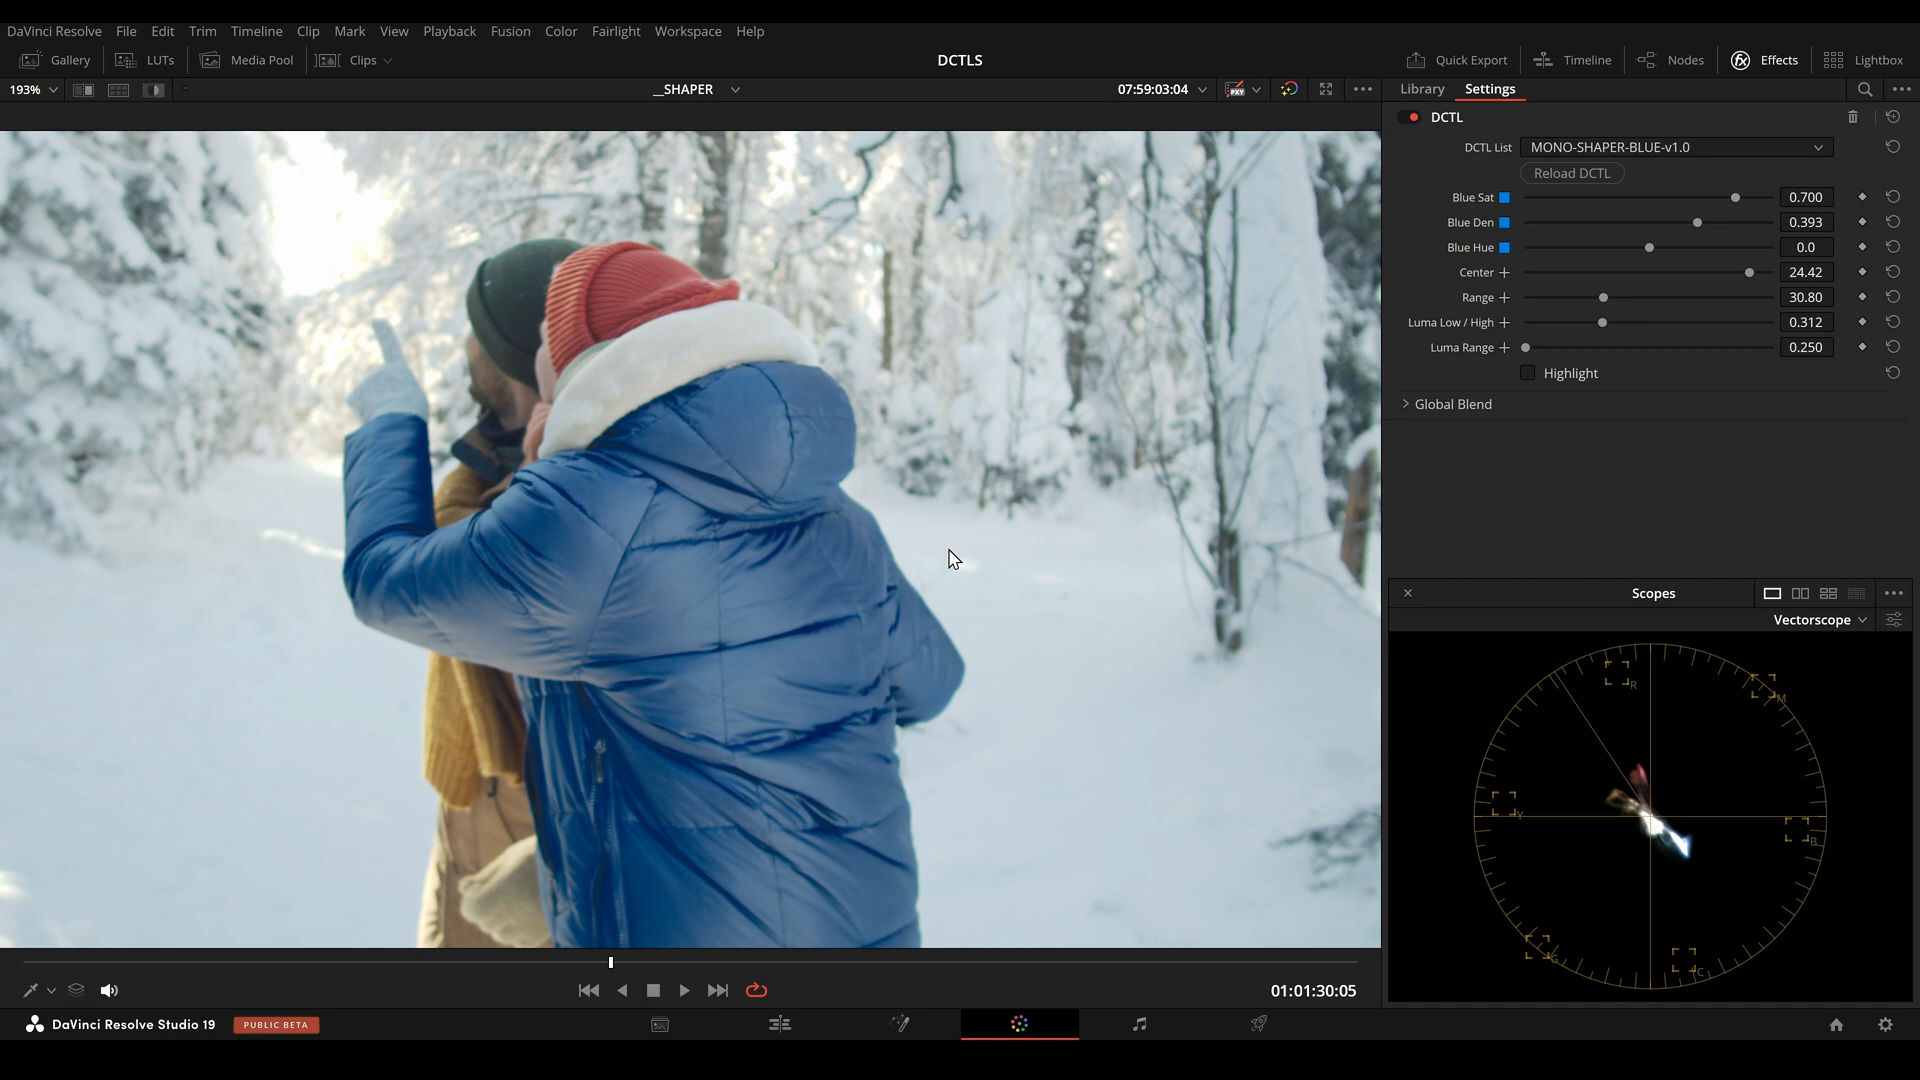 DaVinci Resolve File Edit Trim Timeline Clip Mark View Playback Fusion Color Fairlight Workspace Help
Gallery LUTs Media Pool Clips DCTLS Quick Export Timeline Nodes Effects Lightbox
193% __SHAPER 07:59:03:04 PXY Library Settings
DCTL
DCTL List MONO-SHAPER-BLUE-v1.0
Reload DCTL
Blue Sat 0.700
Blue Den 0.393
Blue Hue 0.0
Center 24.42
Range 30.80
Luma Low / High 0.312
Luma Range 0.250
Highlight
Global Blend
Scopes
Vectorscope
R
M
Y
B
G
C
01:01:30:05
DaVinci Resolve Studio 19 PUBLIC BETA